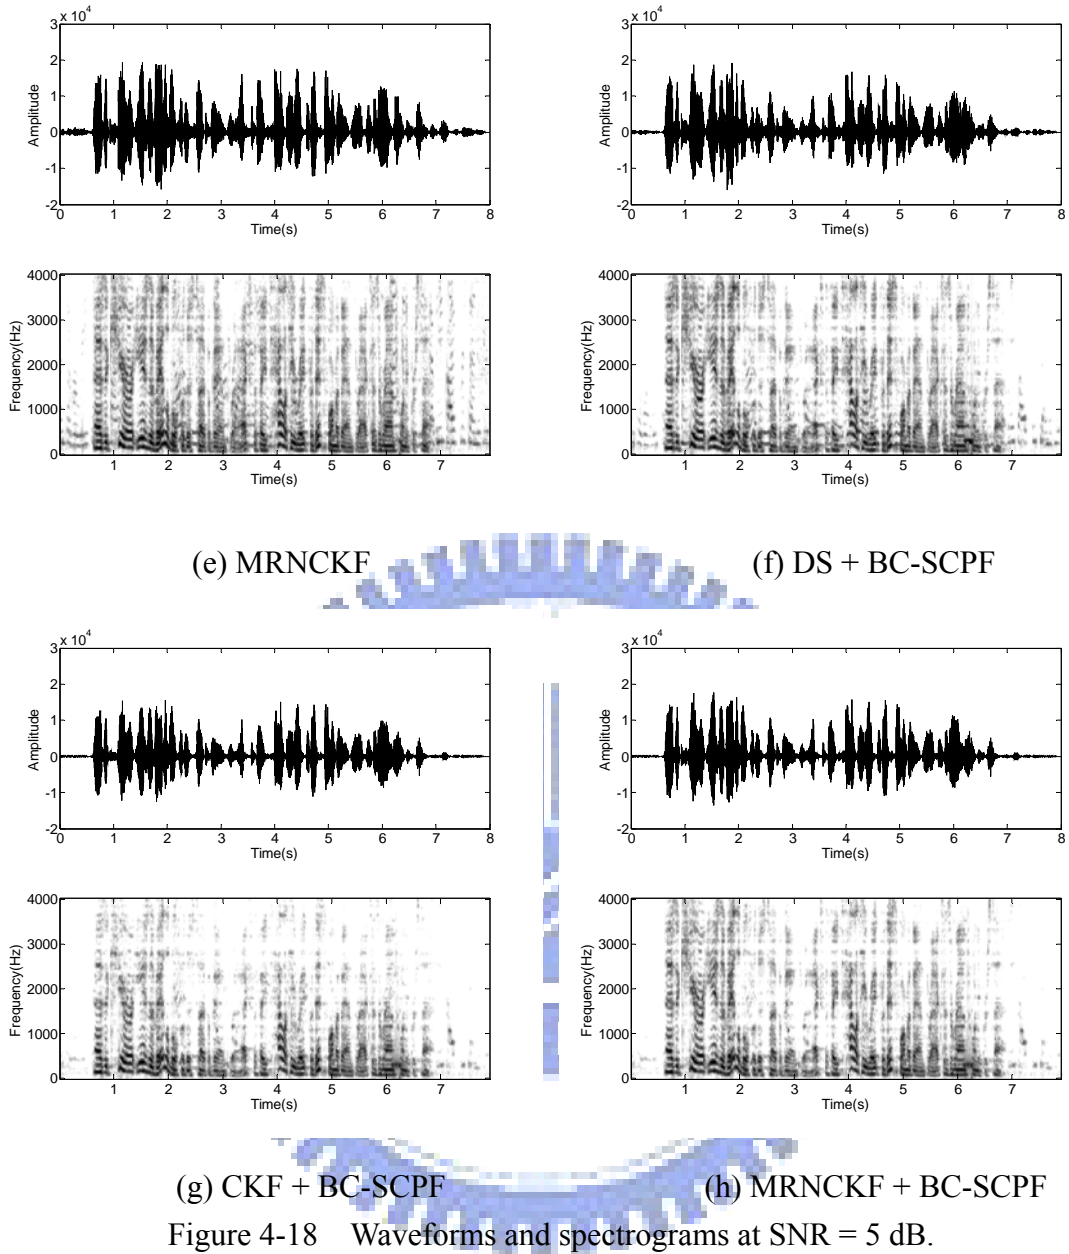 x 10^4
3
2
1
0
-1
-2
Amplitude
0 1 2 3 4 5 6 7 8
Time(s)
x 10^4
3
2
1
0
-1
-2
Amplitude
0 1 2 3 4 5 6 7 8
Time(s)
4000
3000
2000
1000
0
Frequency(Hz)
1 2 3 4 5 6 7
Time(s)
4000
3000
2000
1000
0
Frequency(Hz)
1 2 3 4 5 6 7
Time(s)
(e) MRNCKF
(f) DS + BC-SCPF
x 10^4
3
2
1
0
-1
-2
Amplitude
0 1 2 3 4 5 6 7 8
Time(s)
x 10^4
3
2
1
0
-1
-2
Amplitude
0 1 2 3 4 5 6 7 8
Time(s)
4000
3000
2000
1000
0
Frequency(Hz)
1 2 3 4 5 6 7
Time(s)
4000
3000
2000
1000
0
Frequency(Hz)
1 2 3 4 5 6 7
Time(s)
(g) CKF + BC-SCPF
(h) MRNCKF + BC-SCPF
Figure 4-18 Waveforms and spectrograms at SNR = 5 dB.